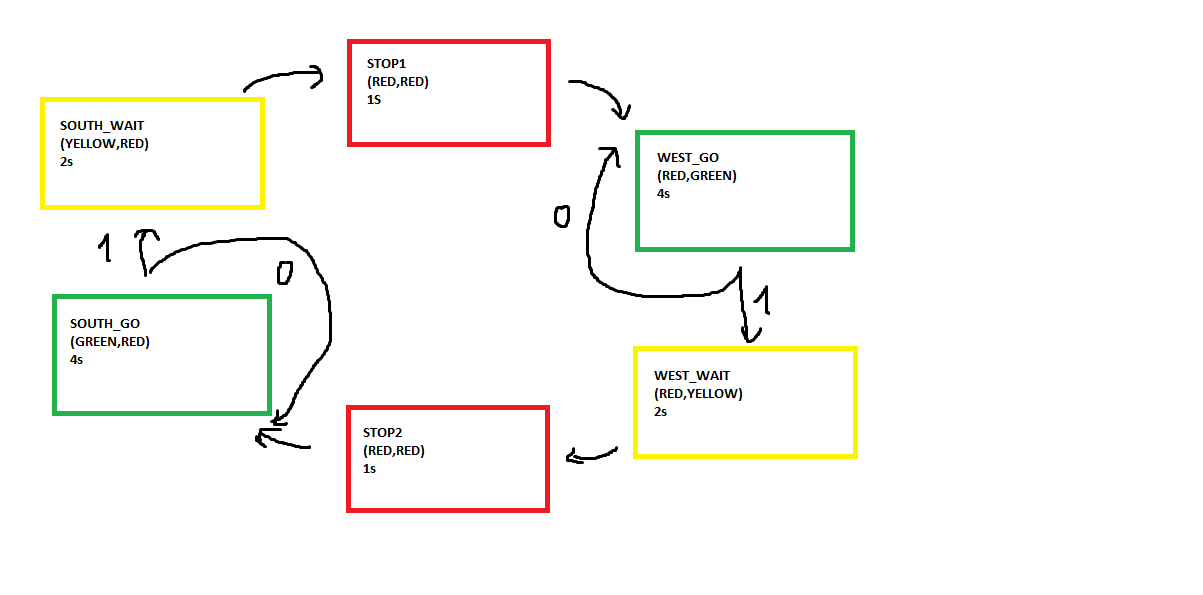 STOP1
(RED,RED)
1S
SOUTH_WAIT
(YELLOW,RED)
2s
WEST_GO
(RED,GREEN)
4s
0
1
0
1
SOUTH_GO
(GREEN,RED)
4s
WEST_WAIT
(RED,YELLOW)
2s
STOP2
(RED,RED)
1s